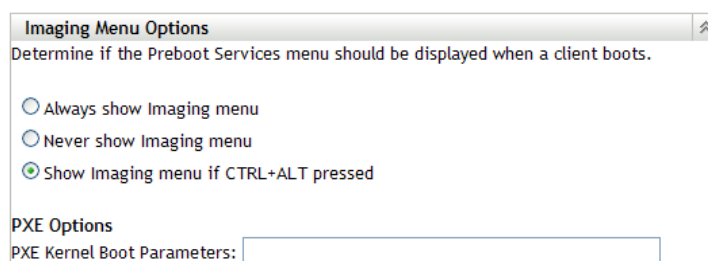 Imaging Menu Options
Determine if the Preboot Services menu should be displayed when a client boots.
Always show Imaging menu
Never show Imaging menu
Show Imaging menu if CTRL+ALT pressed
PXE Options
PXE Kernel Boot Parameters: